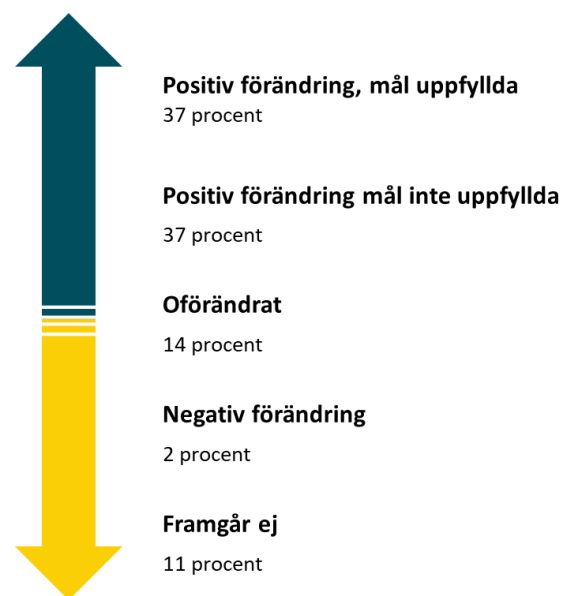 Positiv förändring, mål uppfyllda
37 procent
Positiv förändring mål inte uppfyllda
37 procent
Oförändrat
14 procent
Negativ förändring
2 procent
Framgår ej
11 procent